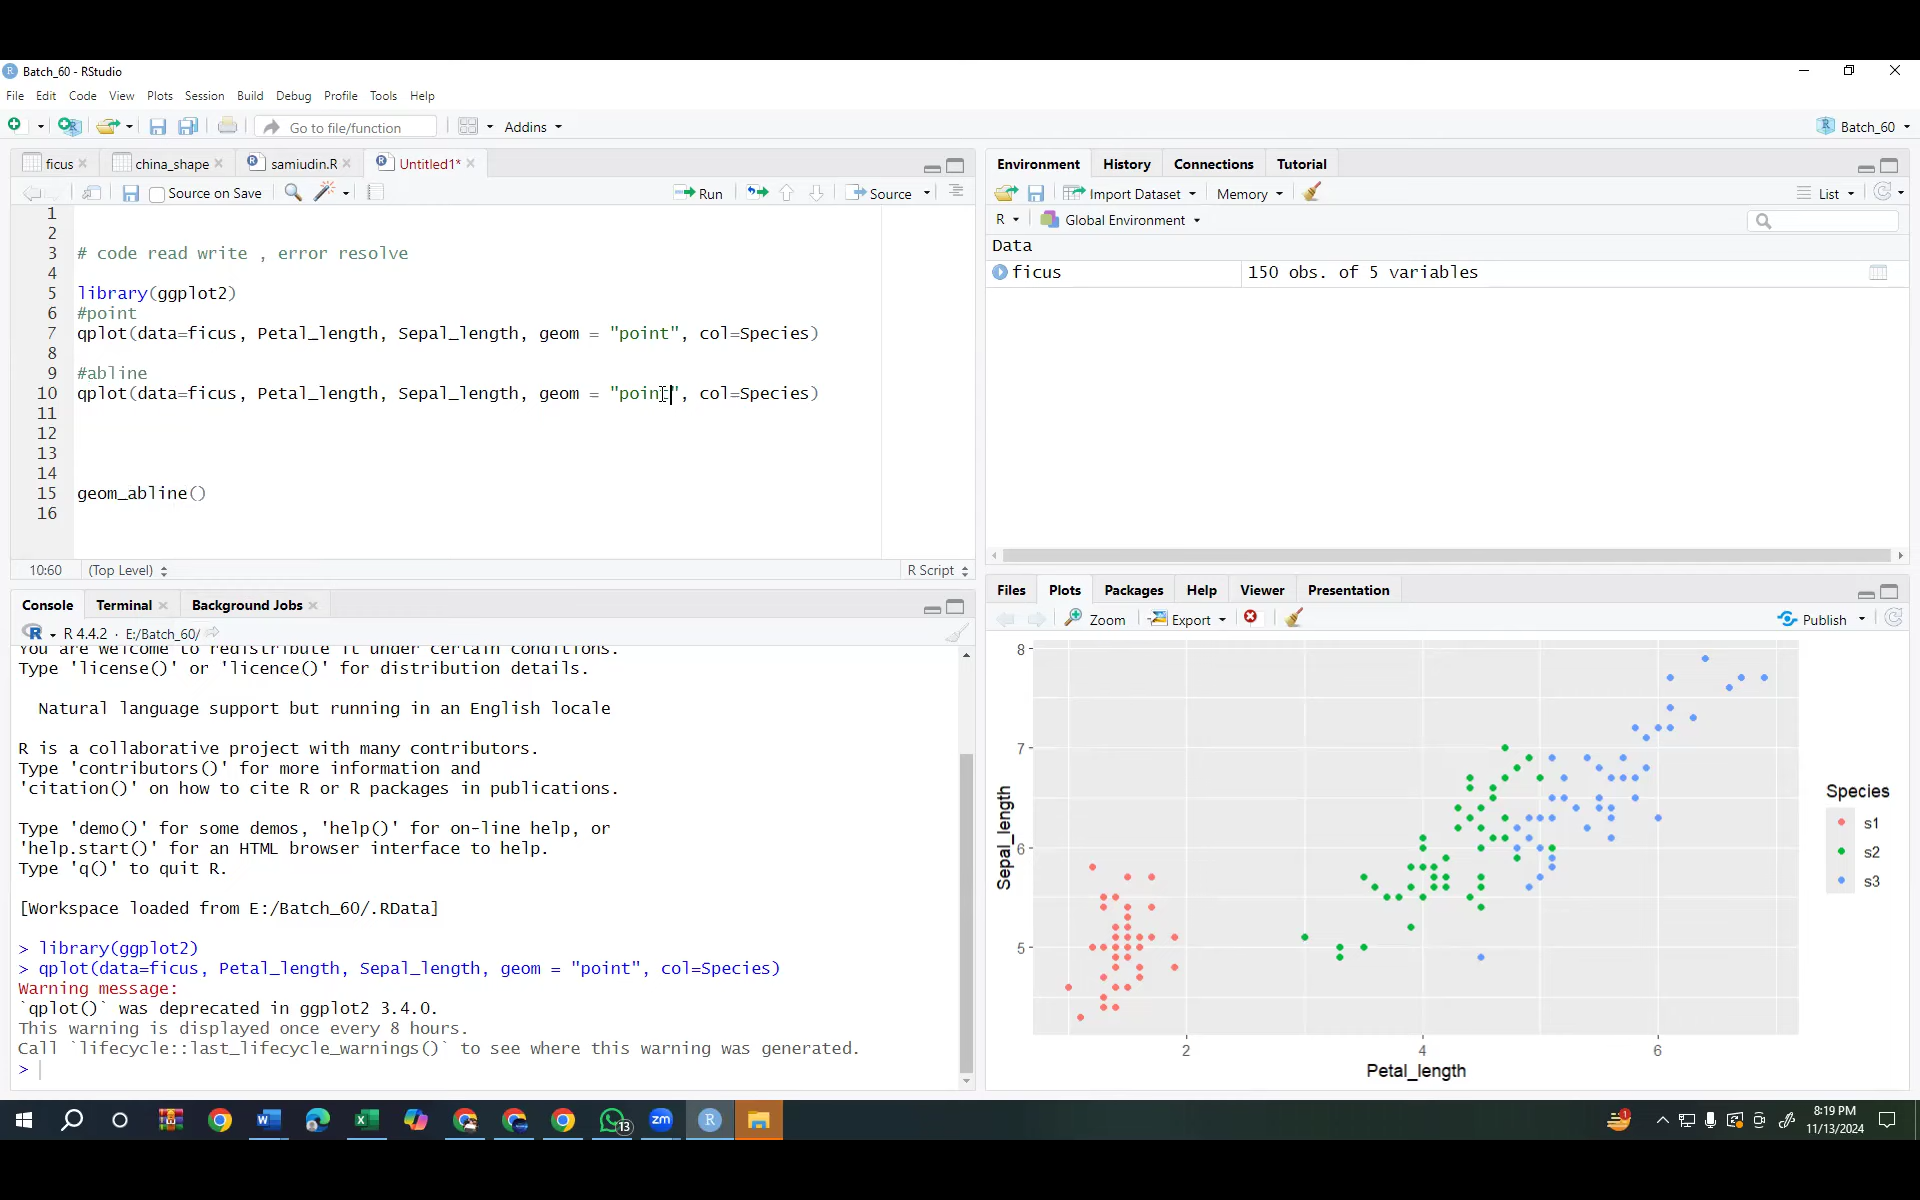 Batch_60 - RStudio
File Edit Code View Plots Session Build Debug Profile Tools Help
Go to file/function
Addins
Batch_60
ficus
china_shape
samiudin.R
Untitled1*
Source on Save
Run
Source
1
2
3 # code read write , error resolve
4
5 library(ggplot2)
6 #point
7 qplot(data=ficus, Petal_length, Sepal_length, geom = "point", col=Species)
8
9 #abline
10 qplot(data=ficus, Petal_length, Sepal_length, geom = "point", col=Species)
11
12
13
14
15 geom_abline()
16
10:60 (Top Level) R Script
Console Terminal Background Jobs
R 4.4.2 · E:/Batch_60/
You are welcome to redistribute it under certain conditions.
Type 'license()' or 'licence()' for distribution details.
Natural language support but running in an English locale
R is a collaborative project with many contributors.
Type 'contributors()' for more information and
'citation()' on how to cite R or R packages in publications.
Type 'demo()' for some demos, 'help()' for on-line help, or
'help.start()' for an HTML browser interface to help.
Type 'q()' to quit R.
[Workspace loaded from E:/Batch_60/.RData]
> library(ggplot2)
> qplot(data=ficus, Petal_length, Sepal_length, geom = "point", col=Species)
Warning message:
`qplot()` was deprecated in ggplot2 3.4.0.
This warning is displayed once every 8 hours.
Call `lifecycle::last_lifecycle_warnings()` to see where this warning was generated.
>
Environment History Connections Tutorial
Import Dataset Memory List
R Global Environment
Data
ficus 150 obs. of 5 variables
Files Plots Packages Help Viewer Presentation
Zoom Export Publish
8
7
6
5
Sepal_length
2 4 6
Petal_length
Species
s1
s2
s3
13
zm
1
8:19 PM
11/13/2024